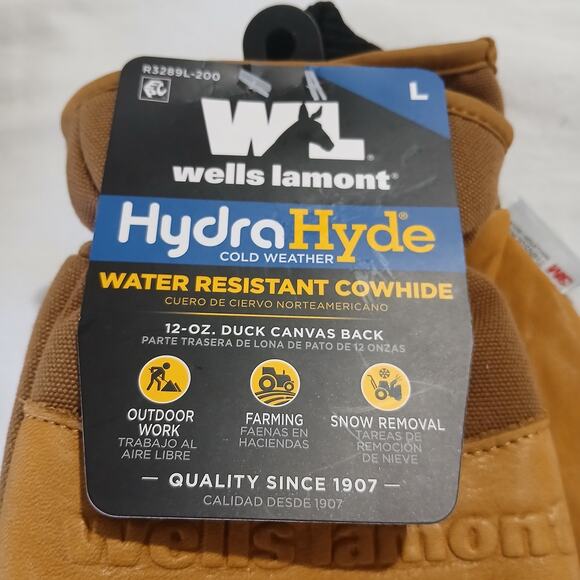 R3289L-200
L
WL
wells lamont®
HydraHyde®
COLD WEATHER
WATER RESISTANT COWHIDE
CUERO DE CIERVO NORTEAMERICANO
12-OZ. DUCK CANVAS BACK
PARTE TRASERA DE LONA DE PATO DE 12 ONZAS
OUTDOOR WORK
TRABAJO AL AIRE LIBRE
FARMING
FAENAS EN HACIENDAS
SNOW REMOVAL
TAREAS DE REMOCIÓN DE NIEVE
— QUALITY SINCE 1907 —
CALIDAD DESDE 1907
wells lamont
3M